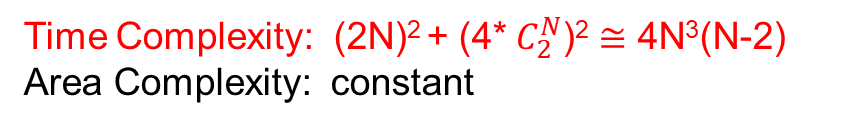 Time Complexity: (2N)² + (4* C₂ᴺ)² ≅ 4N³(N-2)
Area Complexity: constant